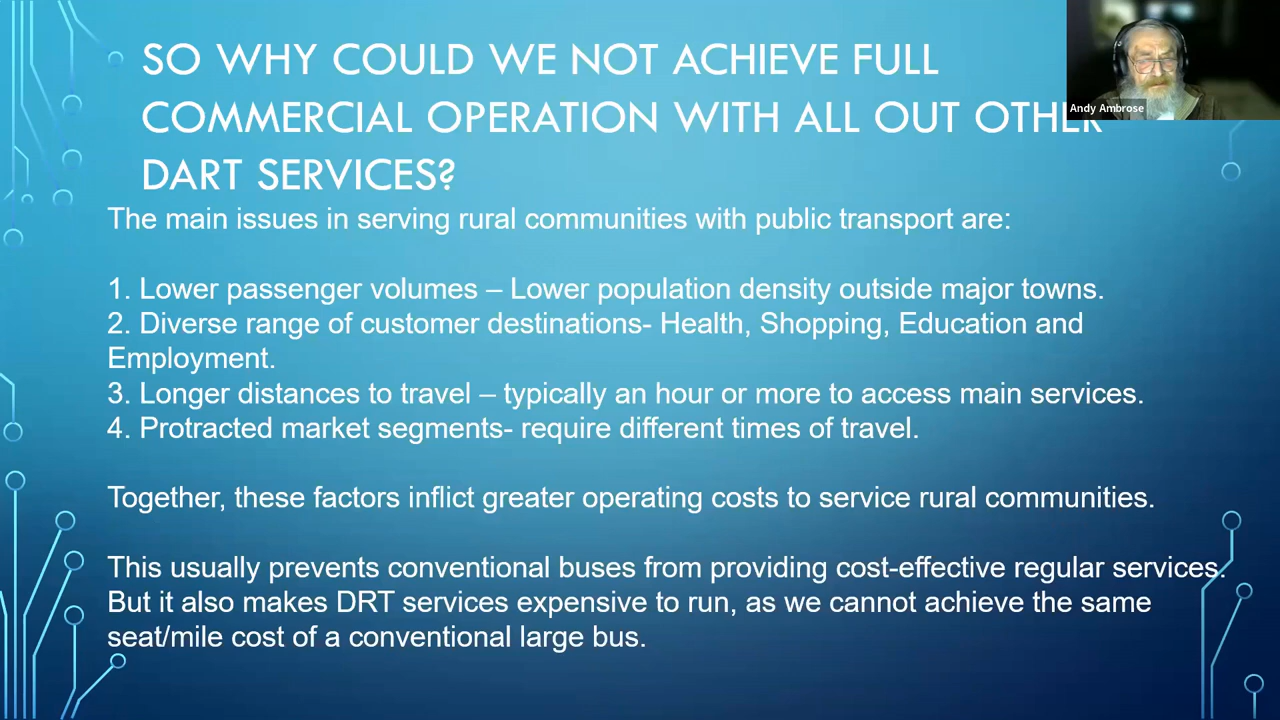 SO WHY COULD WE NOT ACHIEVE FULL
COMMERCIAL OPERATION WITH ALL OUT OTHER
DART SERVICES?
Andy Ambrose
The main issues in serving rural communities with public transport are:
1. Lower passenger volumes – Lower population density outside major towns.
2. Diverse range of customer destinations- Health, Shopping, Education and
Employment.
3. Longer distances to travel – typically an hour or more to access main services.
4. Protracted market segments- require different times of travel.
Together, these factors inflict greater operating costs to service rural communities.
This usually prevents conventional buses from providing cost-effective regular services.
But it also makes DRT services expensive to run, as we cannot achieve the same
seat/mile cost of a conventional large bus.